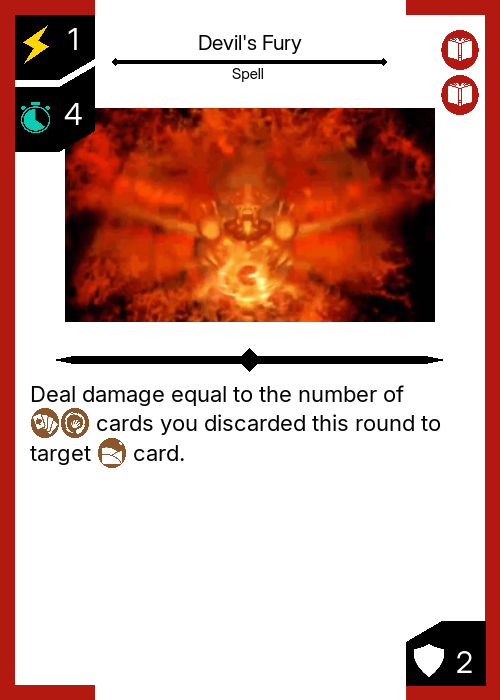 1
Devil's Fury
Spell
4
Deal damage equal to the number of
cards you discarded this round to
target card.
2